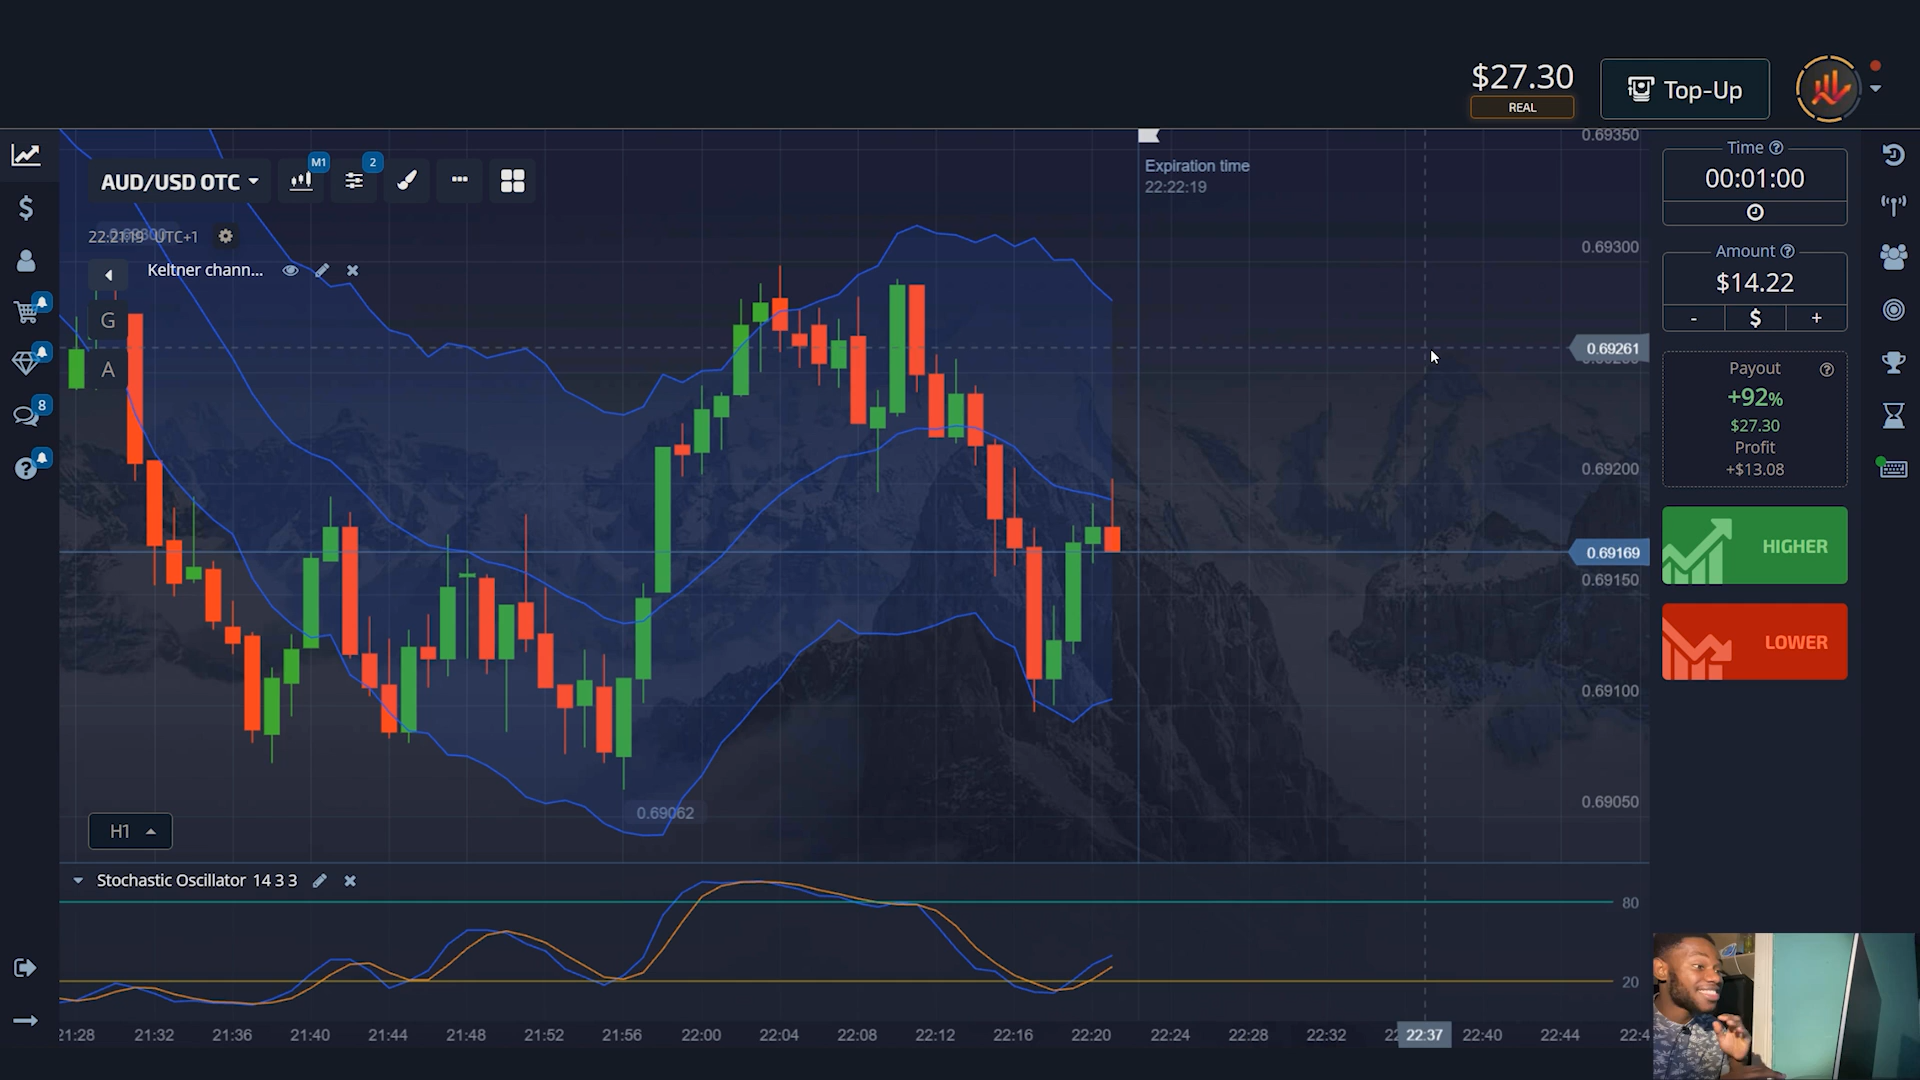 $27.30
REAL
Top-Up
AUD/USD OTC
M1
2
Expiration time
22:22:19
0.69350
22:21:19 UTC+1
Keltner chann...
G
A
0.69300
0.69261
0.69200
0.69169
0.69150
0.69100
0.69050
0.69062
H1
8
Time
00:01:00
Amount
$14.22
- $ +
Payout
+92%
$27.30
Profit
+$13.08
HIGHER
LOWER
Stochastic Oscillator 14 3 3
80
20
21:28 21:32 21:36 21:40 21:44 21:48 21:52 21:56 22:00 22:04 22:08 22:12 22:16 22:20 22:24 22:28 22:32 22:37 22:40 22:44